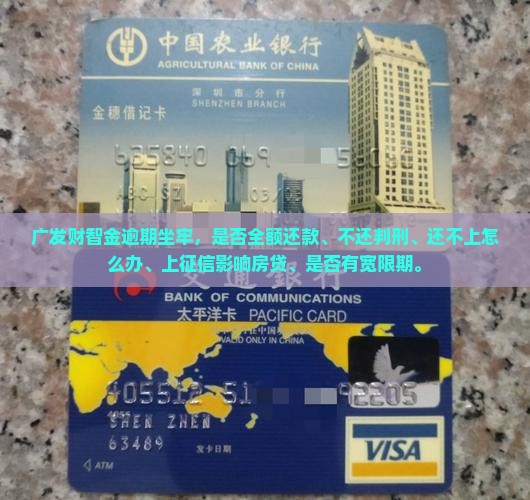 中国农业银行
AGRICULTURAL BANK OF CHINA
深圳市分行
SHENZHEN BRANCH
金穗借记卡
广发财智金逾期坐牢，是否全额还款、不还判刑、还不上怎
么办、上征信影响房贷，是否有宽限期。
交通银行
BANK OF COMMUNICATIONS
太平洋卡 PACIFIC CARD
VALID ONLY IN CHINA
SHEN ZHEN
63489
发卡日期
ATM
VISA